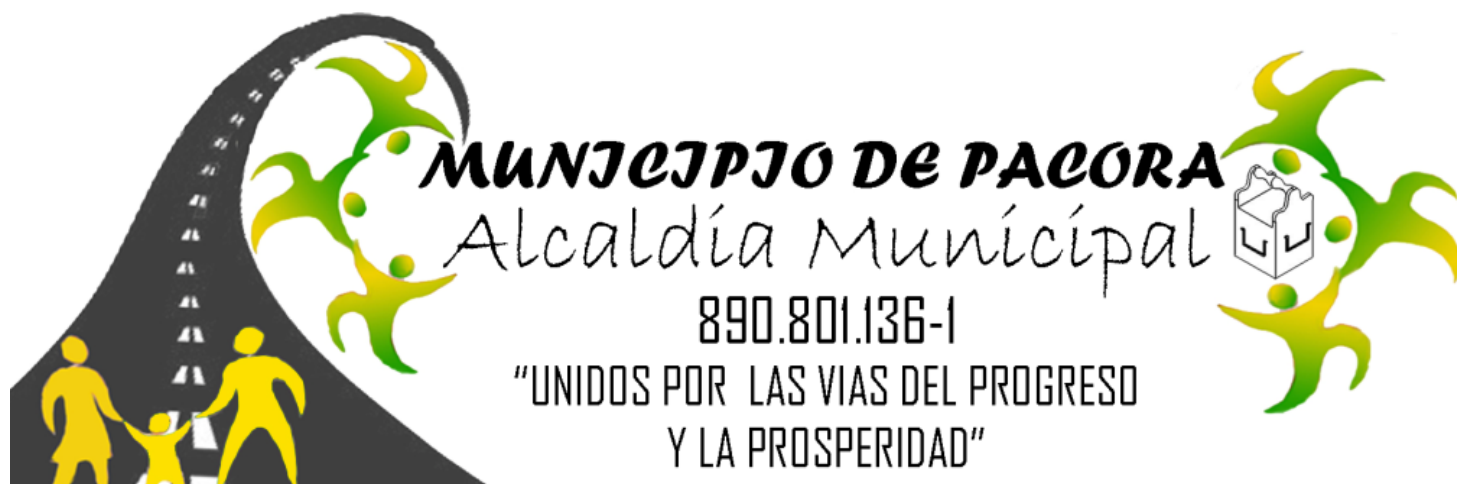 MUNICIPIO DE PACORA
Alcaldía Municipal
890.801.136-1
"UNIDOS POR LAS VIAS DEL PROGRESO
Y LA PROSPERIDAD"